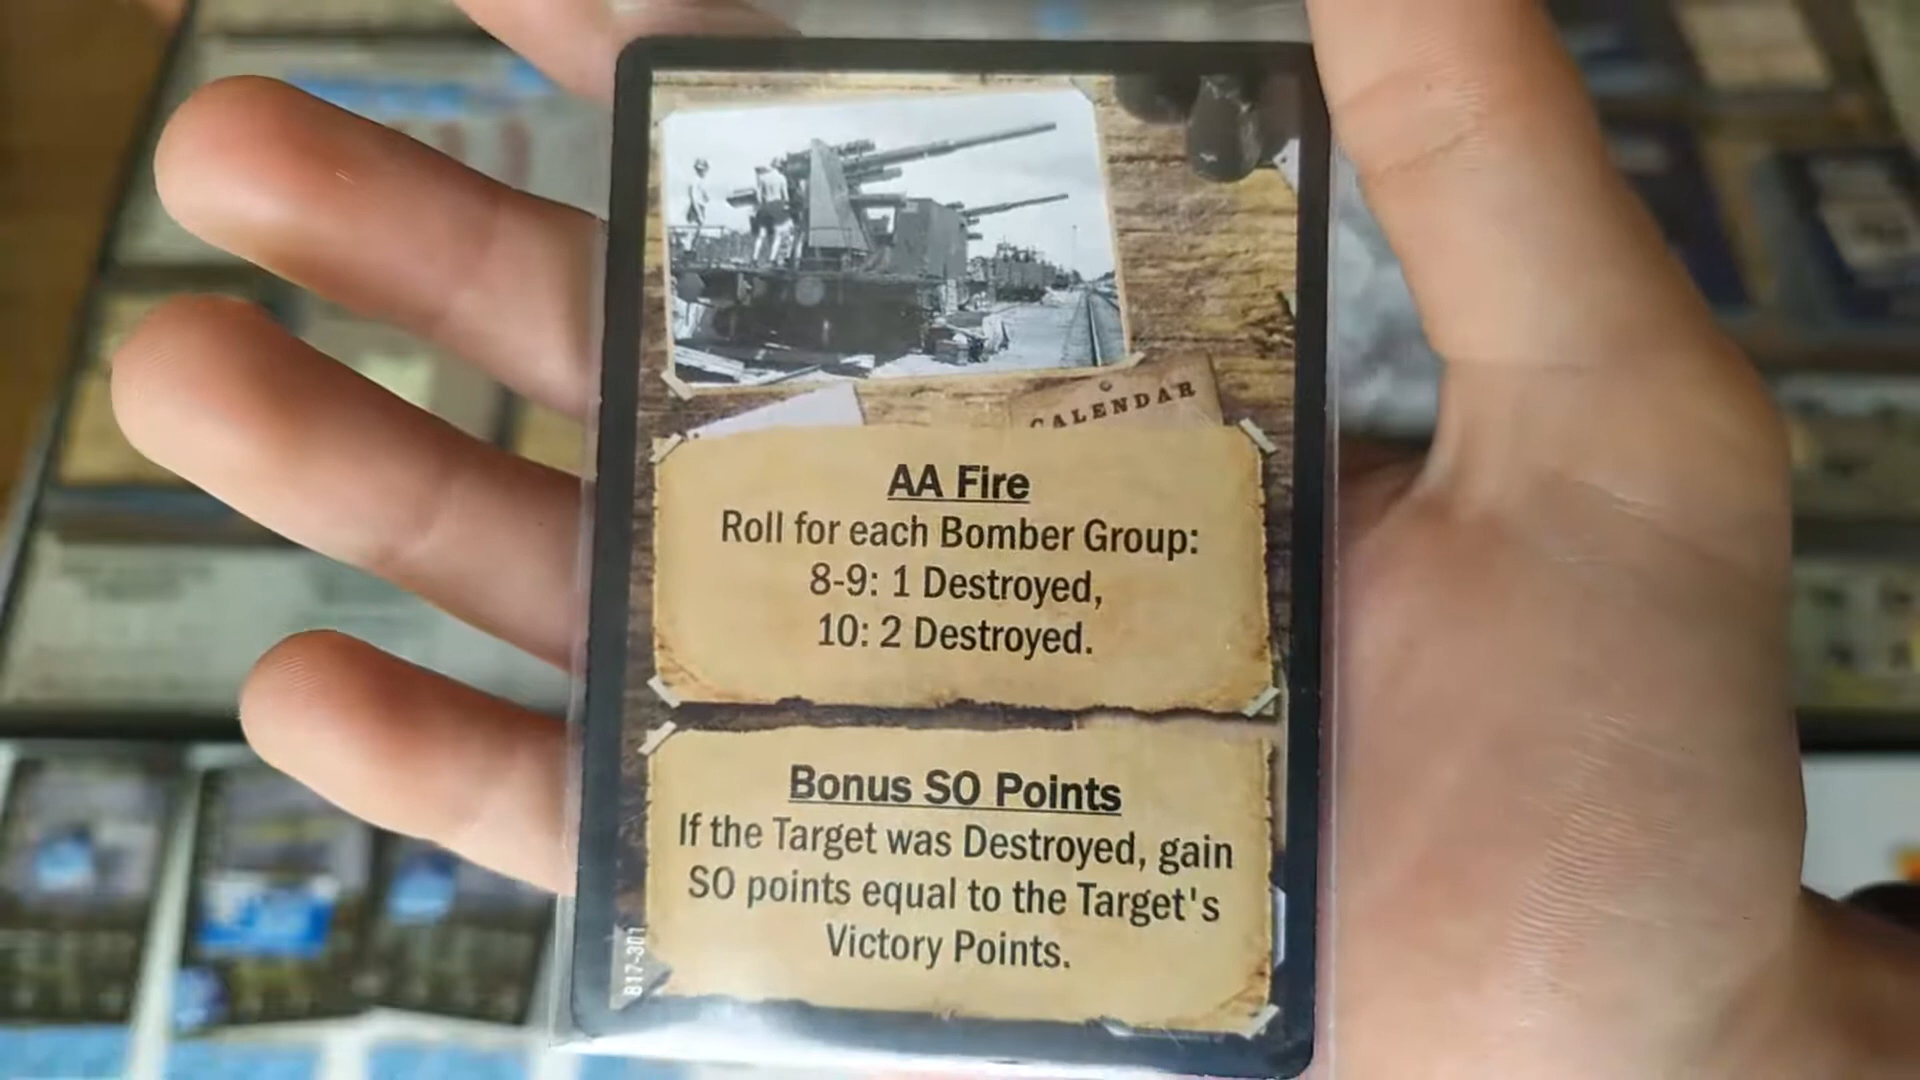 CALENDAR
AA Fire
Roll for each Bomber Group:
8-9: 1 Destroyed,
10: 2 Destroyed.
Bonus SO Points
If the Target was Destroyed, gain
SO points equal to the Target's
Victory Points.
B17-301